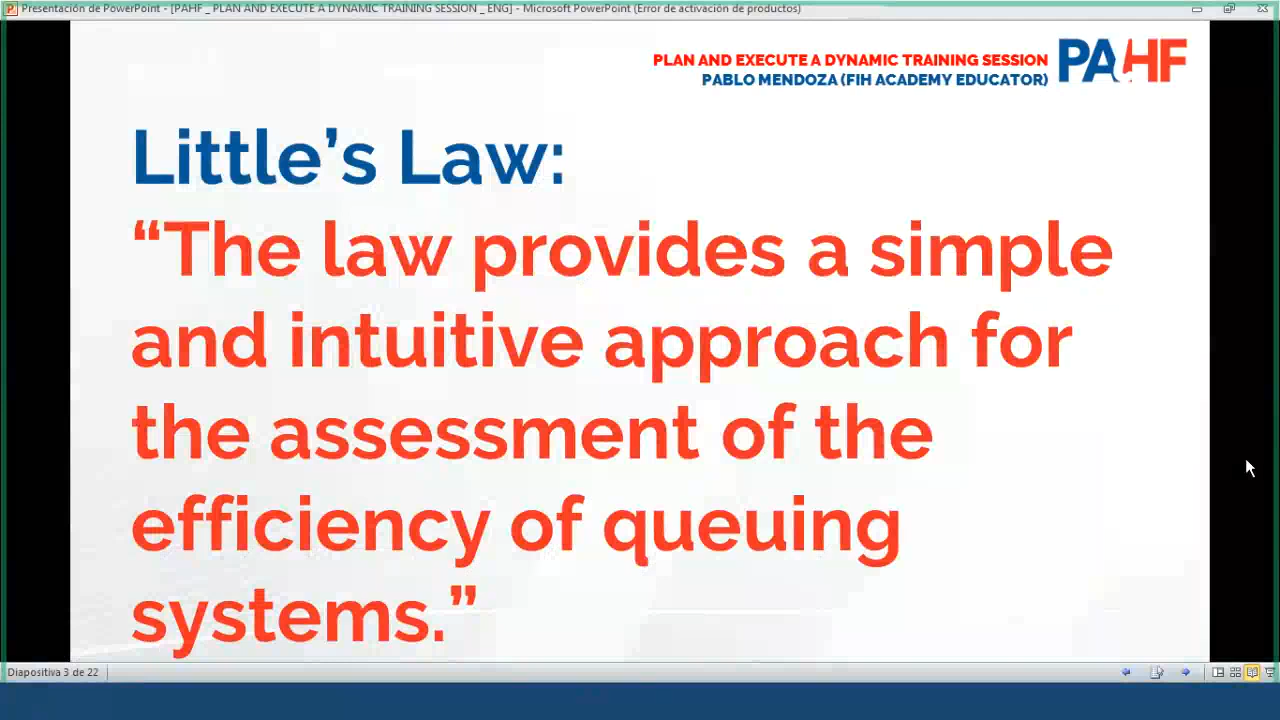 Presentación de PowerPoint - [PAHF _ PLAN AND EXECUTE A DYNAMIC TRAINING SESSION _ ENG] - Microsoft PowerPoint (Error de activación de productos)
PLAN AND EXECUTE A DYNAMIC TRAINING SESSION
PABLO MENDOZA (FIH ACADEMY EDUCATOR)
PAHF
Little’s Law:
“The law provides a simple
and intuitive approach for
the assessment of the
efficiency of queuing
systems.”
Diapositiva 3 de 22